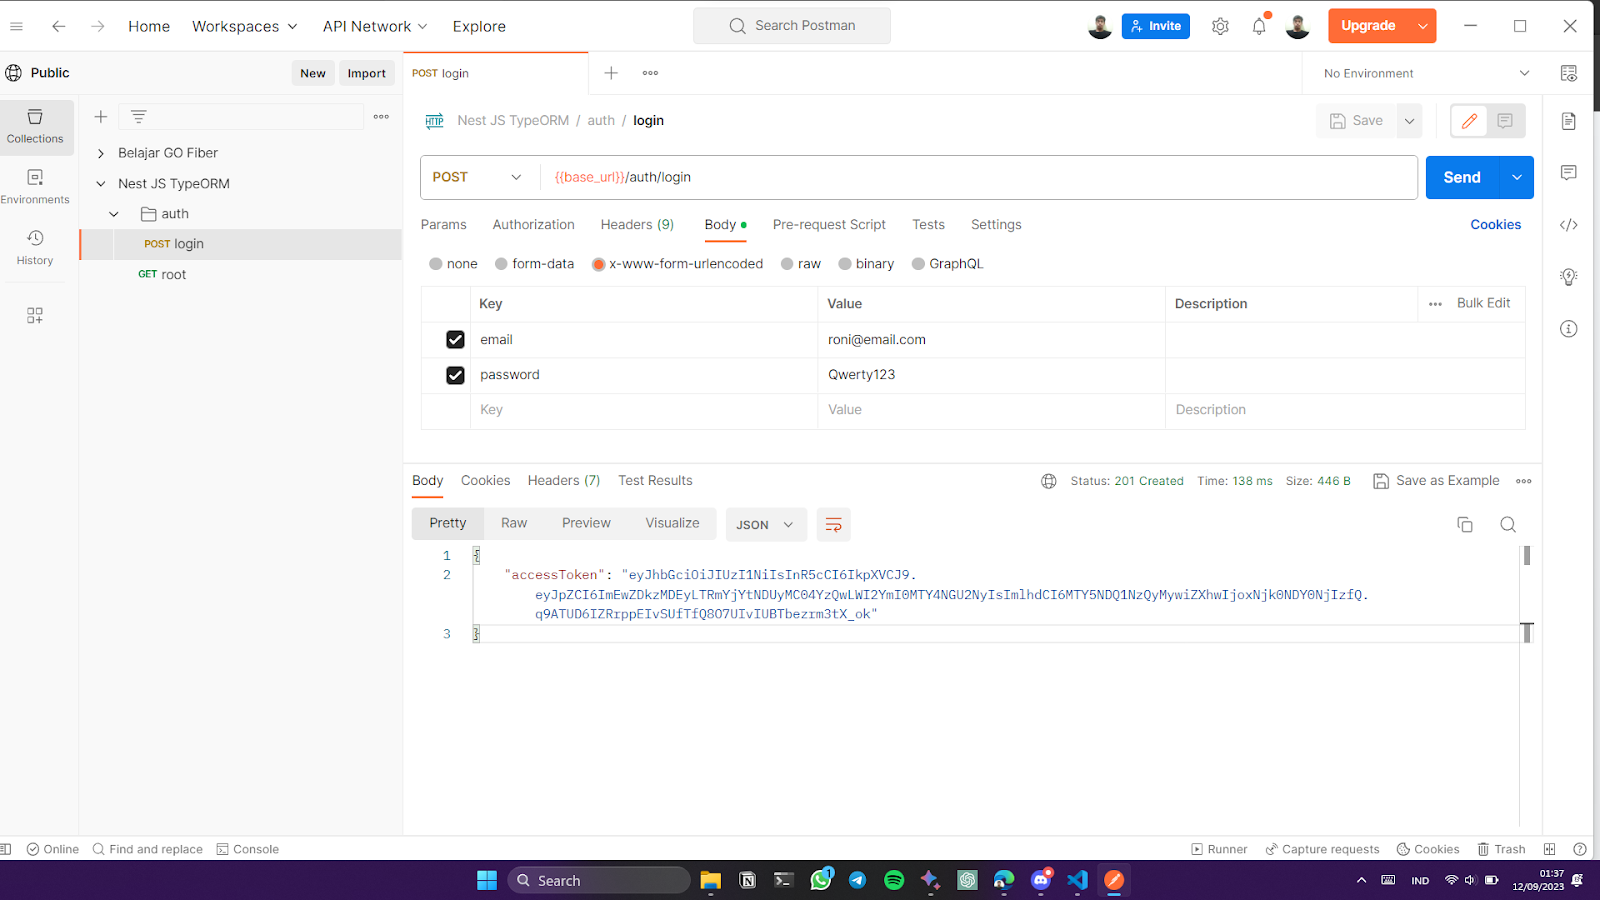 Home
Workspaces
API Network
Explore
Search Postman
Invite
Upgrade
Public
New
Import
POST login
No Environment
Collections
Environments
History
Belajar GO Fiber
Nest JS TypeORM
auth
POST login
GET root
HTTP
Nest JS TypeORM / auth / login
Save
POST
{{base_url}}/auth/login
Send
Params
Authorization
Headers (9)
Body
Pre-request Script
Tests
Settings
Cookies
none
form-data
x-www-form-urlencoded
raw
binary
GraphQL
Key Value Description
Bulk Edit
email roni@email.com
password Qwerty123
Key Value Description
Body
Cookies
Headers (7)
Test Results
Status: 201 Created
Time: 138 ms
Size: 446 B
Save as Example
Pretty
Raw
Preview
Visualize
JSON
1 {
2 "accessToken": "eyJhbGciOiJIUzI1NiIsInR5cCI6IkpXVCJ9.
eyJpZCI6ImEwZDkzMDEyLTRmYjYtNDUyMC04YzQwLWI2YmI0MTY4NGU2NyIsImlhdCI6MTY5NDQ1NzQyMywiZXhwIjoxNjk0NDY0NjIzfQ.
q9ATUD6IZRrppEIvSUfTfQ8O7UIvIUBTbezrm3tX_ok"
3 }
Online
Find and replace
Console
Runner
Capture requests
Cookies
Trash
Search
1
IND
01:37
12/09/2023